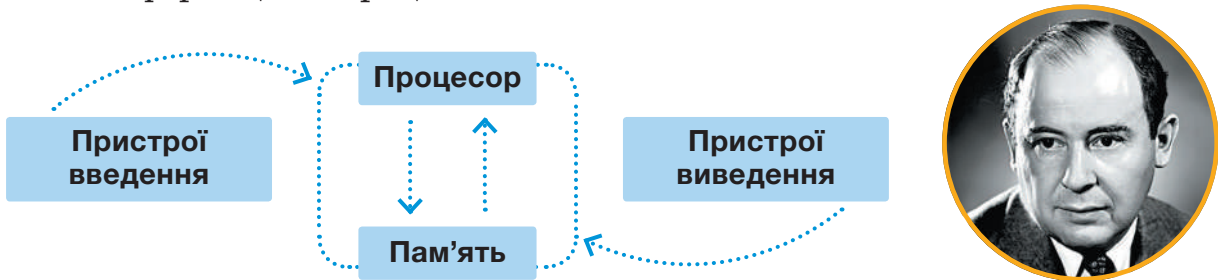 Процесор
Пристрої
введення
Пристрої
виведення
Пам’ять